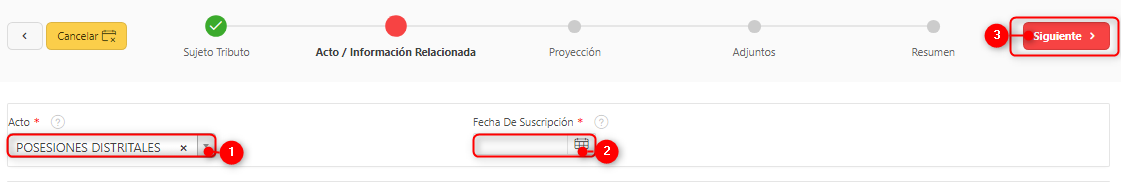 Cancelar
Sujeto Tributo
Acto / Información Relacionada
Proyección
Adjuntos
Resumen
3
Siguiente
Acto * ?
Fecha De Suscripción * ?
POSESIONES DISTRITALES ×
1
2